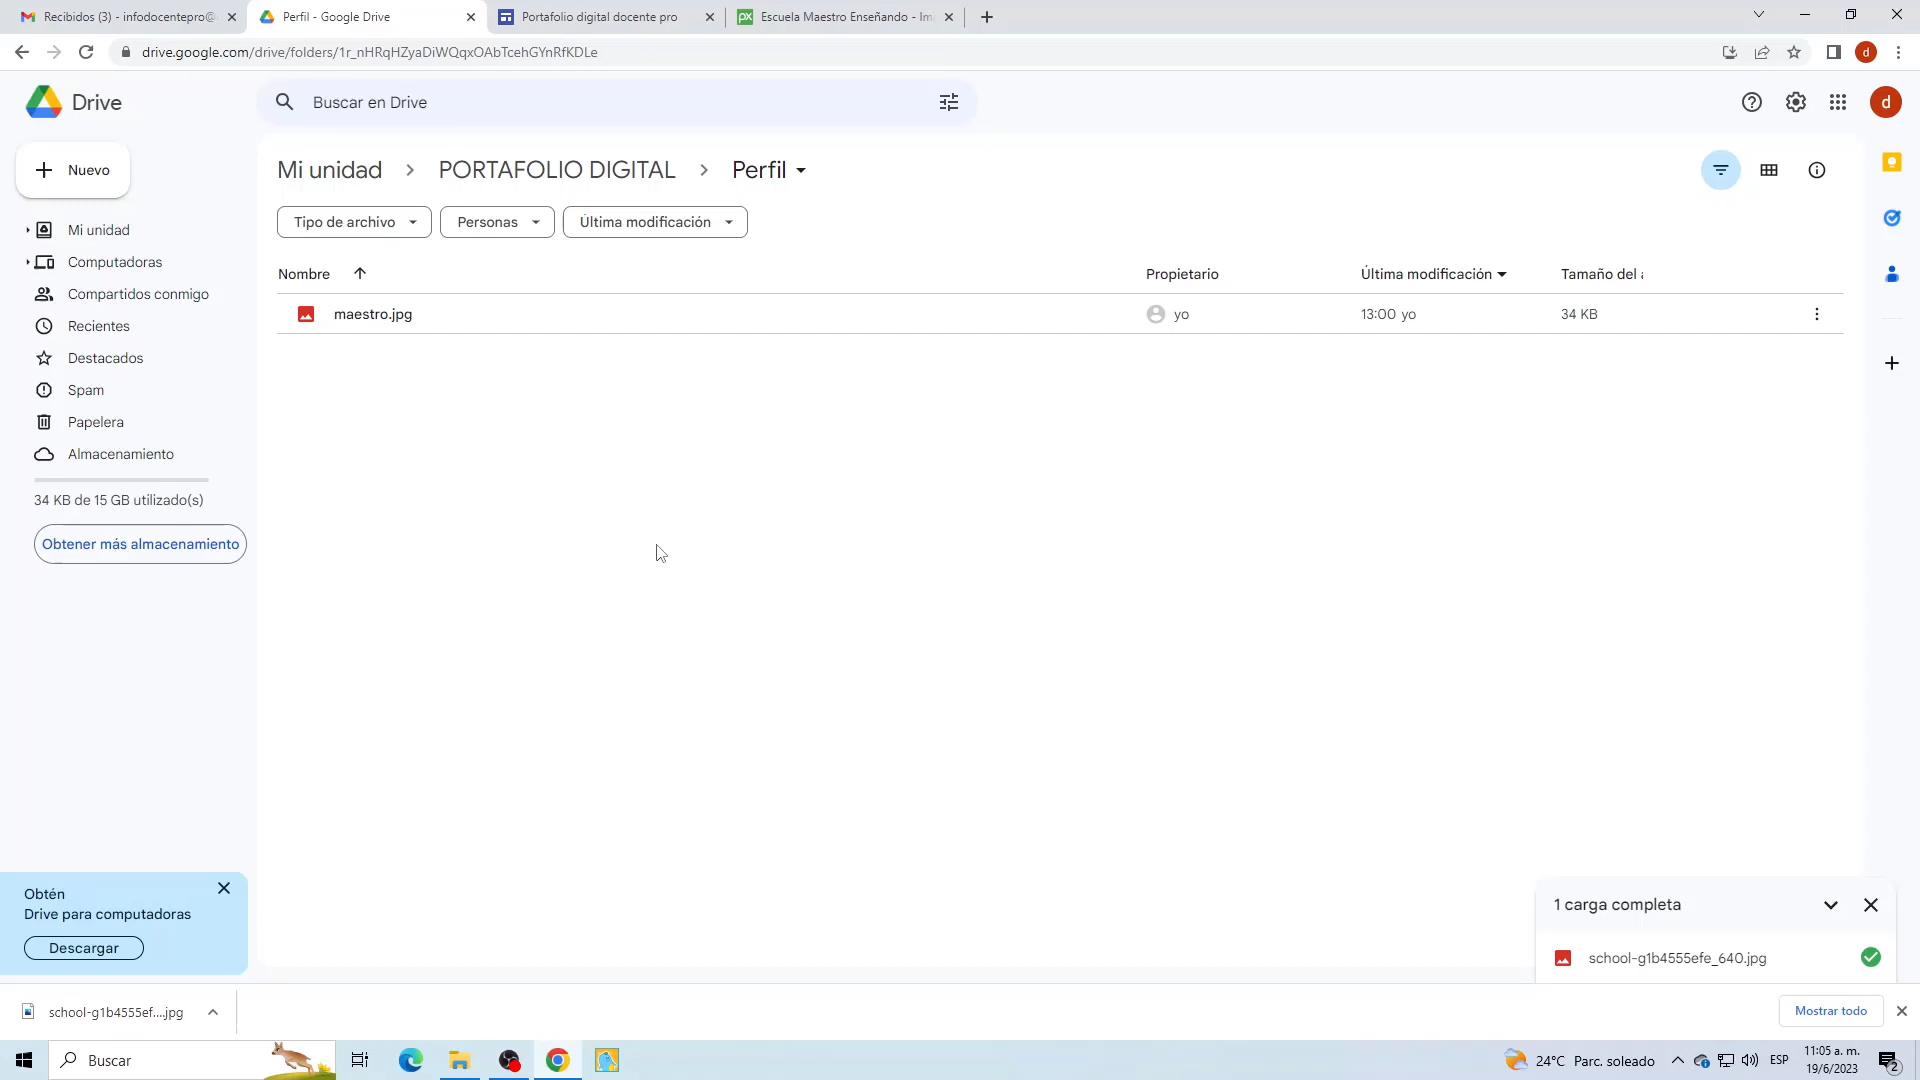 Recibidos (3) - infodocentepro@
Perfil - Google Drive
Portafolio digital docente pro
px
Escuela Maestro Enseñando - Im
drive.google.com/drive/folders/1r_nHRqHZyaDiWQqxOAbTcehGYnRfKDLe
d
Drive
Buscar en Drive
d
Nuevo
Mi unidad
PORTAFOLIO DIGITAL
Perfil
Tipo de archivo
Personas
Última modificación
Mi unidad
Computadoras
Compartidos conmigo
Recientes
Destacados
Spam
Papelera
Almacenamiento
34 KB de 15 GB utilizado(s)
Obtener más almacenamiento
Nombre
Propietario
Última modificación
Tamaño del a
maestro.jpg
yo
13:00 yo
34 KB
Obtén
Drive para computadoras
Descargar
1 carga completa
school-g1b4555efe_640.jpg
school-g1b4555ef....jpg
Mostrar todo
Buscar
24°C Parc. soleado
ESP
11:05 a. m.
19/6/2023
2